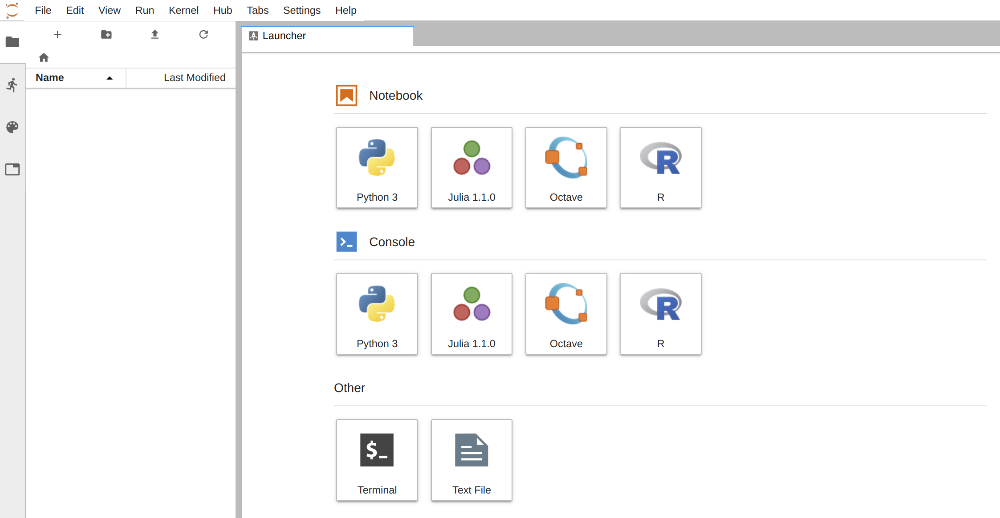 File Edit View Run Kernel Hub Tabs Settings Help
Launcher
Name Last Modified
Notebook
Python 3 Julia 1.1.0 Octave R
Console
>_
Python 3 Julia 1.1.0 Octave R
Other
$_
Terminal Text File